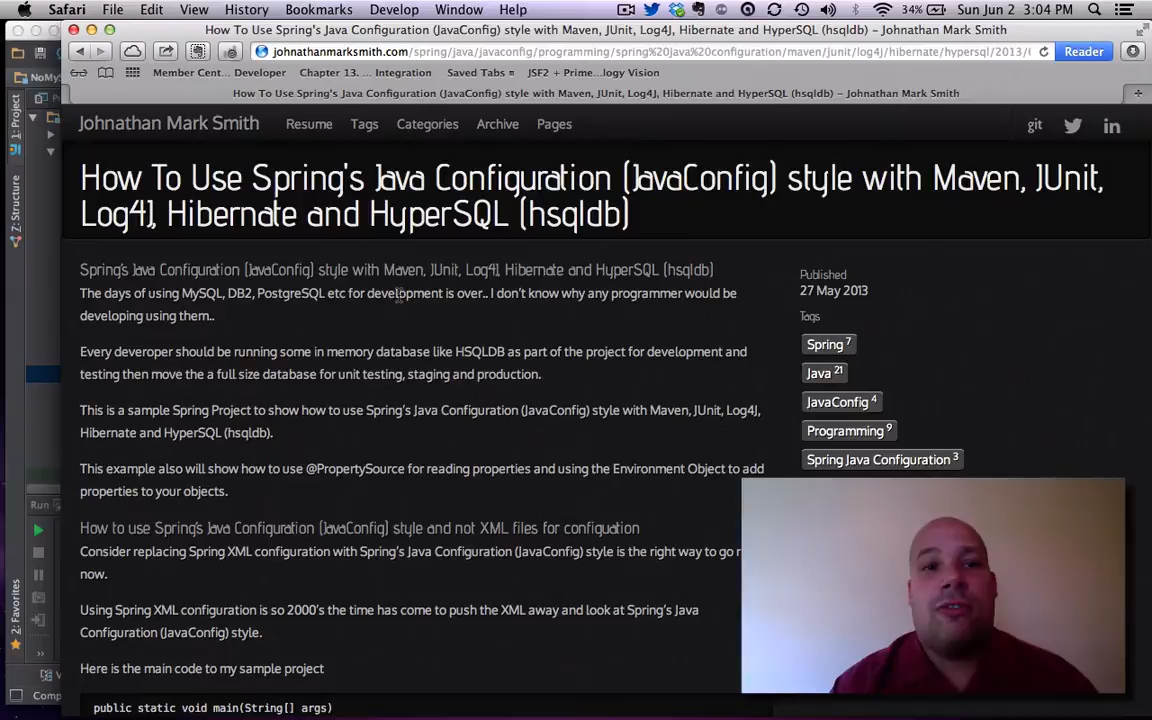 Safari File Edit View History Bookmarks Develop Window Help 34% Sun Jun 2 3:04 PM
How To Use Spring's Java Configuration (JavaConfig) style with Maven, JUnit, Log4J, Hibernate and HyperSQL (hsqldb) – Johnathan Mark Smith
johnathanmarksmith.com/spring/java/javaconfig/programming/spring%20java%20configuration/maven/junit/log4j/hibernate/hypersql/2013/ Reader
Member Cent... Developer Chapter 13.... Integration Saved Tabs JSF2 + Prime...logy Vision
How To Use Spring's Java Configuration (JavaConfig) style with Maven, JUnit, Log4J, Hibernate and HyperSQL (hsqldb) – Johnathan Mark Smith
NoMy
1: Project
Z: Structure
Run
2: Favorites
Comp
Johnathan Mark Smith Resume Tags Categories Archive Pages git
How To Use Spring's Java Configuration (JavaConfig) style with Maven, JUnit,
Log4J, Hibernate and HyperSQL (hsqldb)
Spring's Java Configuration (JavaConfig) style with Maven, JUnit, Log4J, Hibernate and HyperSQL (hsqldb)
The days of using MySQL, DB2, PostgreSQL etc for development is over.. I don't know why any programmer would be
developing using them..
Every deveroper should be running some in memory database like HSQLDB as part of the project for development and
testing then move the a full size database for unit testing, staging and production.
This is a sample Spring Project to show how to use Spring's Java Configuration (JavaConfig) style with Maven, JUnit, Log4J,
Hibernate and HyperSQL (hsqldb).
This example also will show how to use @PropertySource for reading properties and using the Environment Object to add
properties to your objects.
How to use Spring's Java Configuration (JavaConfig) style and not XML files for configuation
Consider replacing Spring XML configuration with Spring's Java Configuration (JavaConfig) style is the right way to go
now.
Using Spring XML configuration is so 2000's the time has come to push the XML away and look at Spring's Java
Configuration (JavaConfig) style.
Here is the main code to my sample project
public static void main(String[] args)
Published
27 May 2013
Tags
Spring 7
Java 21
JavaConfig 4
Programming 9
Spring Java Configuration 3